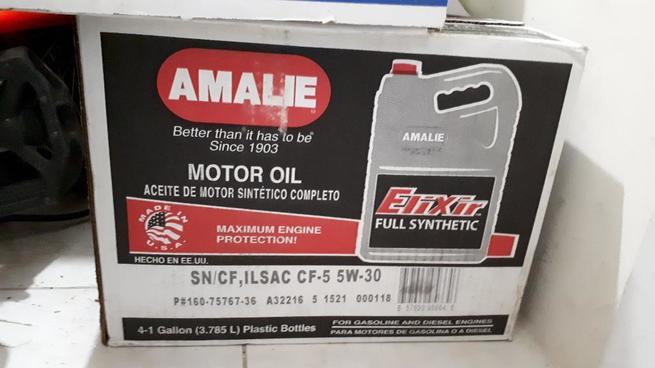 AMALIE
Better than it has to be
Since 1903
MOTOR OIL
ACEITE DE MOTOR SINTÉTICO COMPLETO
MADE IN
U.S.A.
MAXIMUM ENGINE
PROTECTION!
HECHO EN EE.UU.
AMALIE
EliXir
FULL SYNTHETIC
SN/CF,ILSAC CF-5 5W-30
P#160-75767-36 A32216 5 1521 000118
4-1 Gallon (3.785 L) Plastic Bottles
FOR GASOLINE AND DIESEL ENGINES
PARA MOTORES DE GASOLINA O A DIESEL